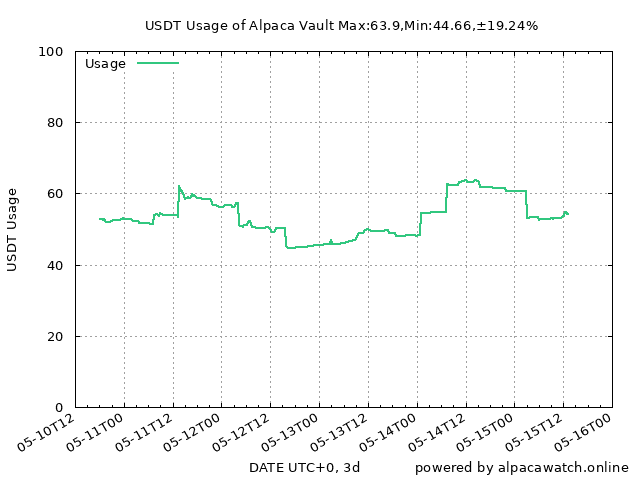 USDT Usage of Alpaca Vault Max:63.9,Min:44.66,±19.24%
Usage
USDT Usage
100
80
60
40
20
0
05-10T12
05-11T00
05-11T12
05-12T00
05-12T12
05-13T00
05-13T12
05-14T00
05-14T12
05-15T00
05-15T12
05-16T00
DATE UTC+0, 3d
powered by alpacawatch.online